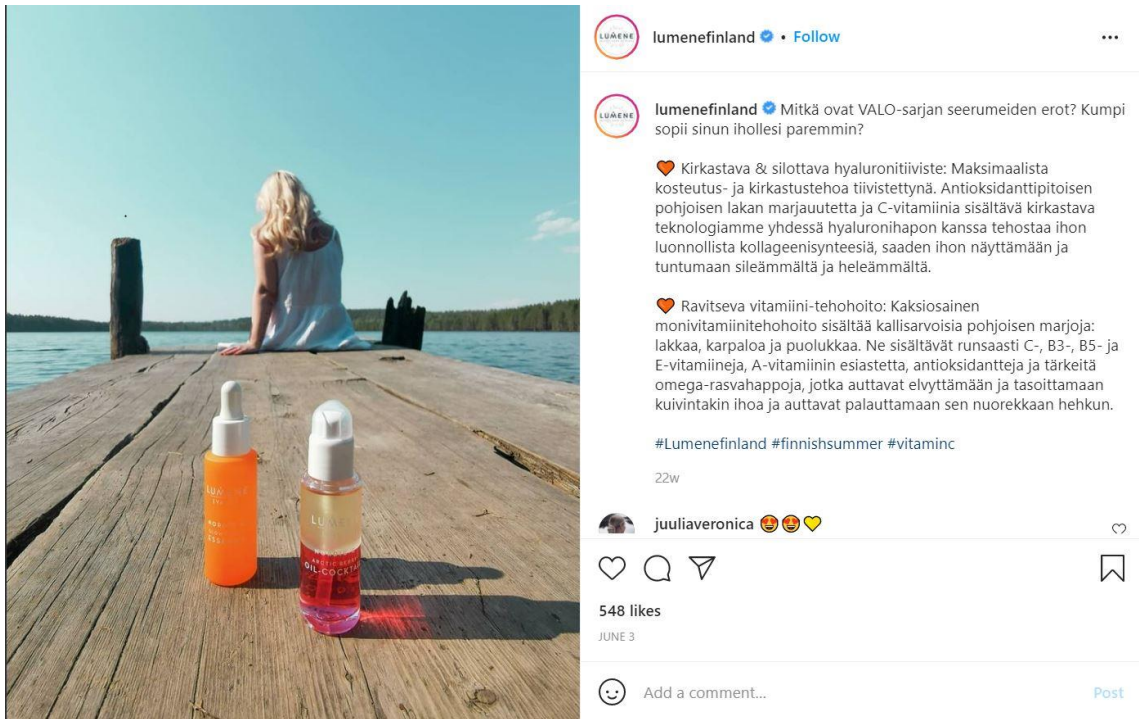 LUMENE
lumenefinland • Follow
LUMENE
lumenefinland Mitkä ovat VALO-sarjan seerumeiden erot? Kumpi
sopii sinun ihollesi paremmin?
🧡 Kirkastava & silottava hyaluronitiiviste: Maksimaalista
kosteutus- ja kirkastustehoa tiivistettynä. Antioksidanttipitoisen
pohjoisen lakan marjauutetta ja C-vitamiinia sisältävä kirkastava
teknologiamme yhdessä hyaluronihapon kanssa tehostaa ihon
luonnollista kollageenisynteesiä, saaden ihon näyttämään ja
tuntumaan sileämmältä ja heleämmältä.
🧡 Ravitseva vitamiini-tehohoito: Kaksiosainen
monivitamiinitehohoito sisältää kallisarvoisia pohjoisen marjoja:
lakkaa, karpaloa ja puolukkaa. Ne sisältävät runsaasti C-, B3-, B5- ja
E-vitamiineja, A-vitamiinin esiastetta, antioksidantteja ja tärkeitä
omega-rasvahappoja, jotka auttavat elvyttämään ja tasoittamaan
kuivintakin ihoa ja auttavat palauttamaan sen nuorekkaan hehkun.
#Lumenefinland #finnishsummer #vitaminc
22w
juuliaveronica 😍😍💛
548 likes
JUNE 3
Add a comment... Post
LUMENE
ESSENCE
LUME
ARCTIC BERRY
OIL-COCKTAIL